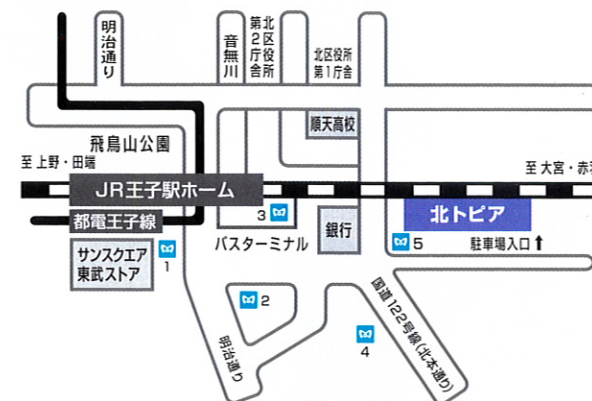 明治通り
音無川
北区役所
第2庁舎
北区役所
第1庁舎
順天高校
飛鳥山公園
至 上野・田端
至 大宮・赤羽
JR王子駅ホーム
都電王子線
3
バスターミナル
銀行
北トピア
5
駐車場入口
サンスクエア
東武ストア
1
2
4
明治通り
国道122号線(北本通り)